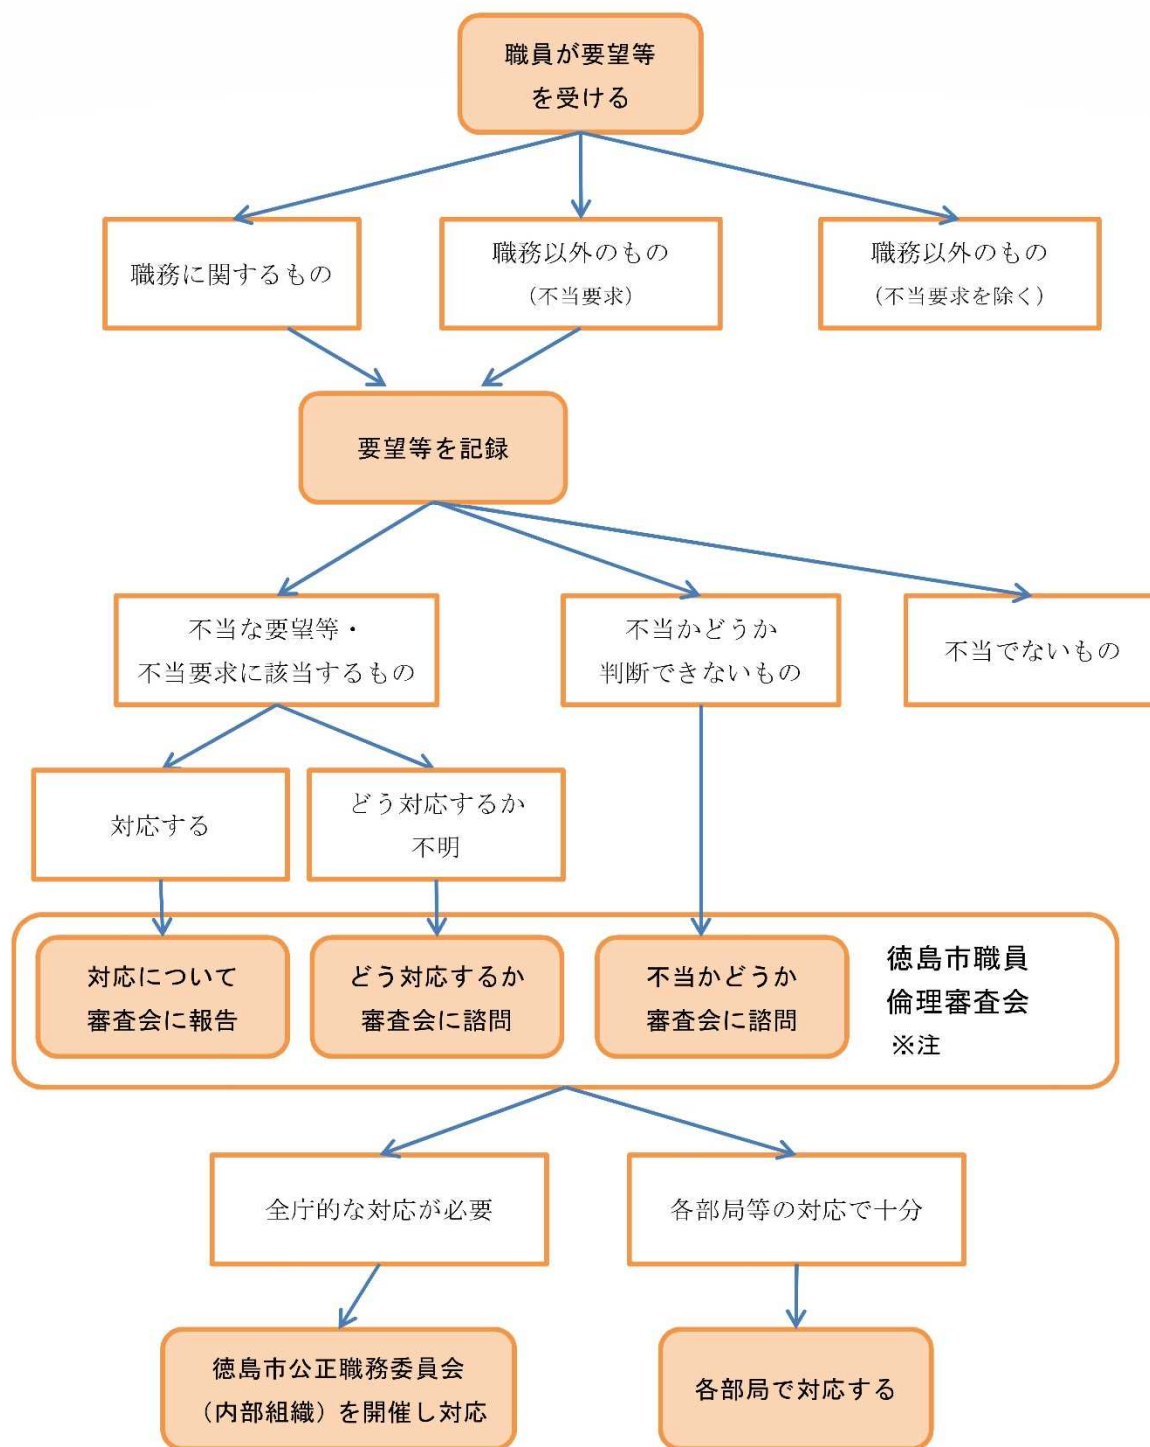 職員が要望等
を受ける
職務に関するもの
職務以外のもの
（不当要求）
職務以外のもの
（不当要求を除く）
要望等を記録
不当な要望等・
不当要求に該当するもの
不当かどうか
判断できないもの
不当でないもの
対応する
どう対応するか
不明
対応について
審査会に報告
どう対応するか
審査会に諮問
不当かどうか
審査会に諮問
徳島市職員
倫理審査会
※注
全庁的な対応が必要
各部局等の対応で十分
徳島市公正職務委員会
（内部組織）を開催し対応
各部局で対応する